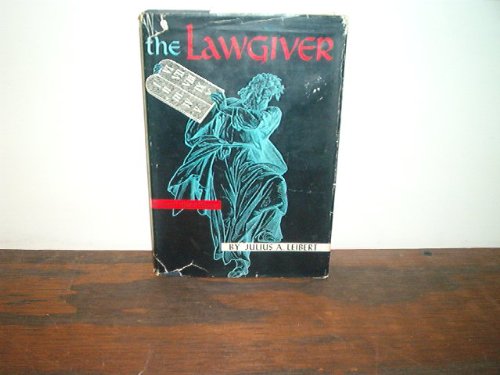 the LAWGIVER
BY JULIUS A. LEIBERT